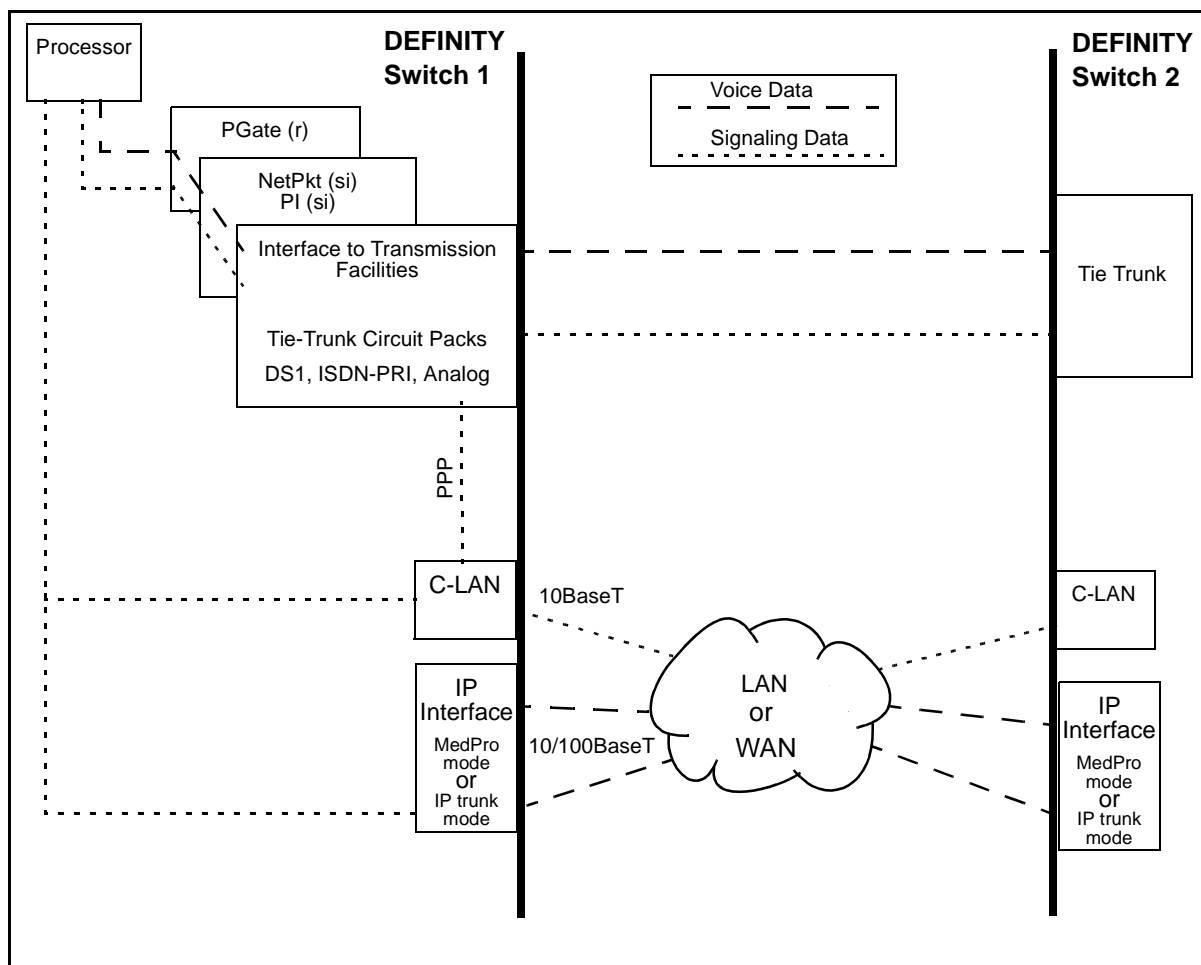 Processor
DEFINITY
Switch 1
DEFINITY
Switch 2
Voice Data
Signaling Data
PGate (r)
NetPkt (si)
PI (si)
Interface to Transmission
Facilities
Tie-Trunk Circuit Packs
DS1, ISDN-PRI, Analog
Tie Trunk
PPP
C-LAN
10BaseT
C-LAN
IP
Interface
MedPro
mode
or
IP trunk
mode
10/100BaseT
LAN
or
WAN
IP
Interface
MedPro
mode
or
IP trunk
mode